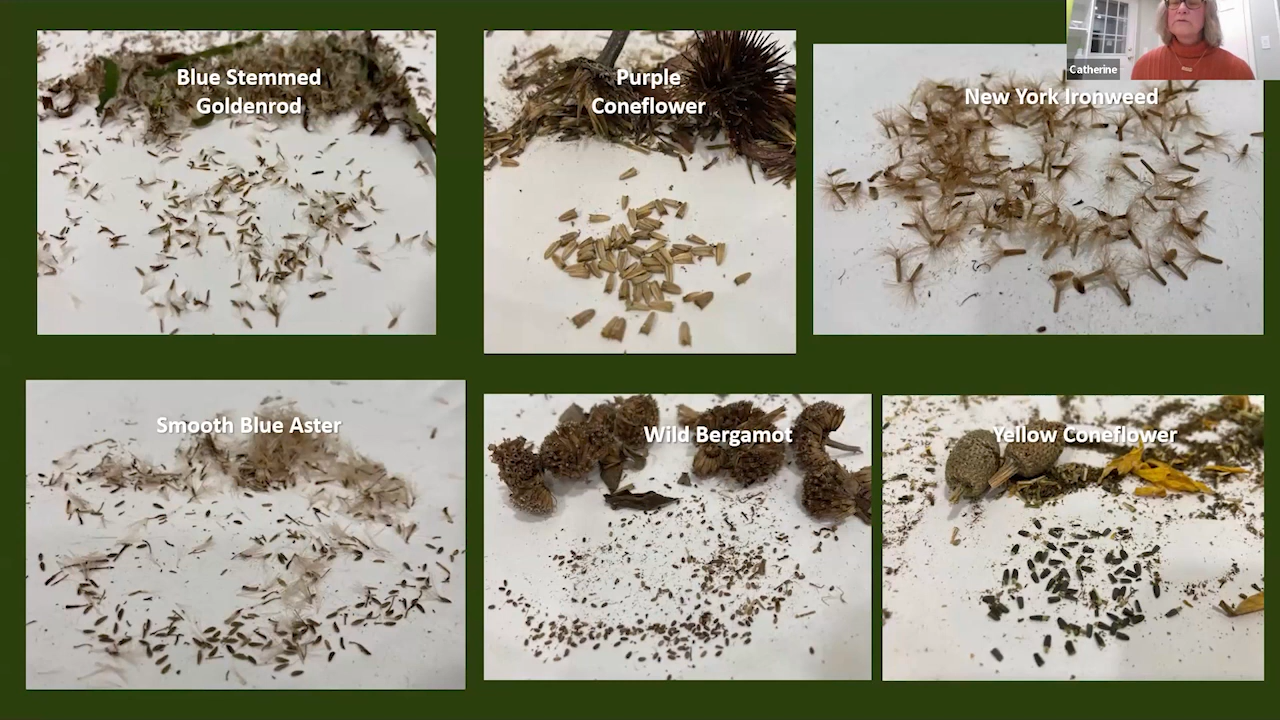 Blue Stemmed
Goldenrod
Purple
Coneflower
New York Ironweed
Catherine
Smooth Blue Aster
Wild Bergamot
Yellow Coneflower